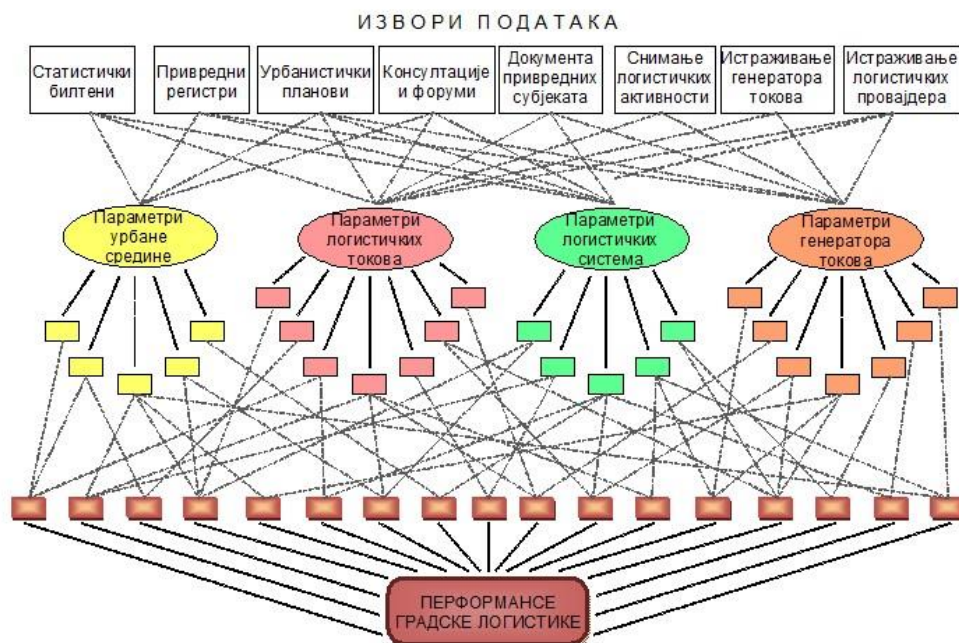 ИЗВОРИ ПОДАТАКА
Статистички
билтени
Привредни
регистри
Урбанистички
планови
Консултације
и форуми
Документа
привредних
субјеката
Снимање
логистичких
активности
Истраживање
генератора
токова
Истраживање
логистичких
провајдера
Параметри
урбане
средине
Параметри
логистичких
токова
Параметри
логистичких
система
Параметри
генератора
токова
ПЕРФОРМАНСЕ
ГРАДСКЕ ЛОГИСТИКЕ